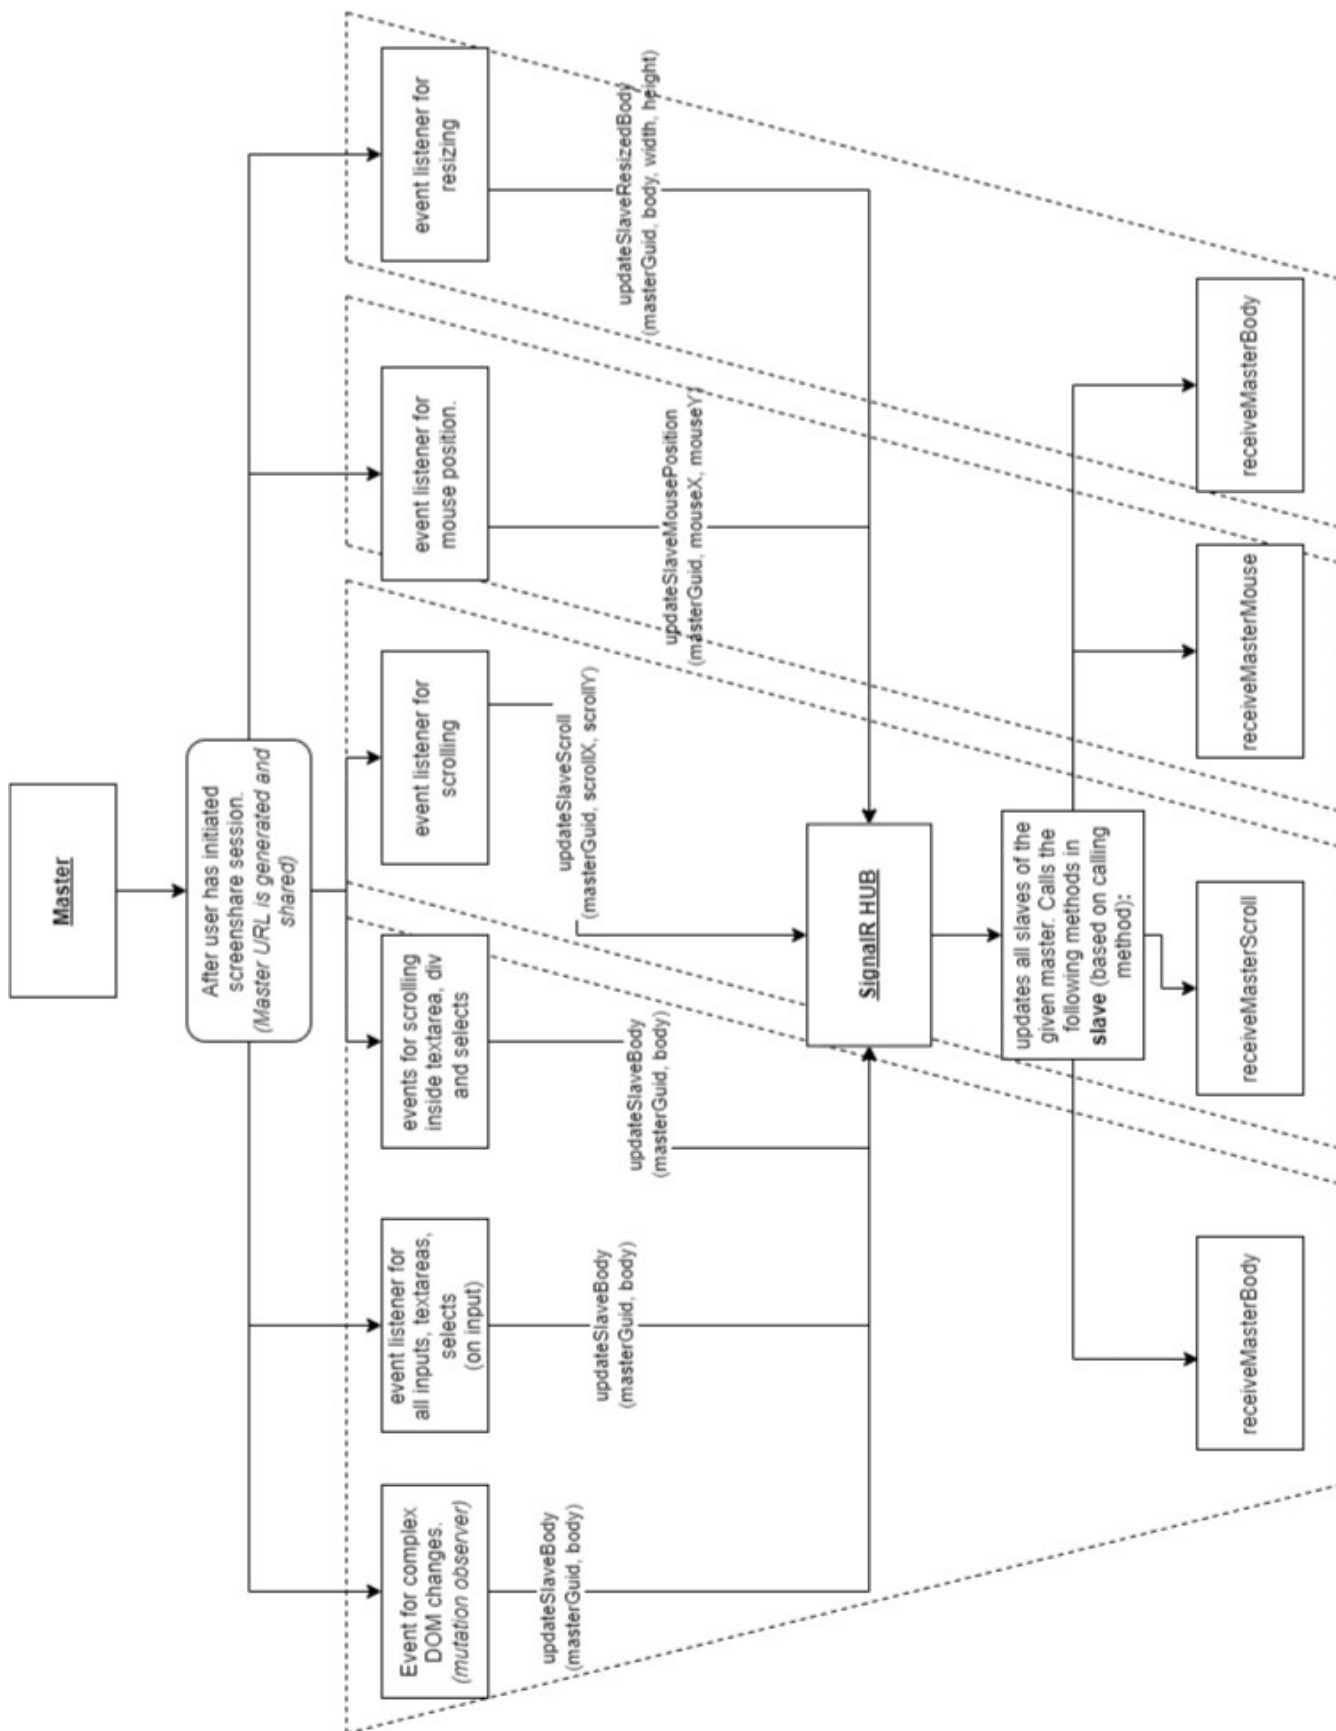 Master
After user has initiated
screenshare session.
(Master URL is generated and
shared)
Event for complex
DOM changes.
(mutation observer)
event listener for
all inputs, textareas,
selects
(on input)
events for scrolling
inside textarea, div
and selects
event listener for
scrolling
event listener for
mouse position.
event listener for
resizing
updateSlaveBody
(masterGuid, body)
updateSlaveBody
(masterGuid, body)
updateSlaveBody
(masterGuid, body)
updateSlaveScroll
(masterGuid, scrollX, scrollY)
updateSlaveMousePosition
(masterGuid, mouseX, mouseY)
updateSlaveResizedBody
(masterGuid, body, width, height)
SignalR HUB
updates all slaves of the
given master. Calls the
following methods in
slave (based on calling
method):
receiveMasterBody
receiveMasterScroll
receiveMasterMouse
receiveMasterBody